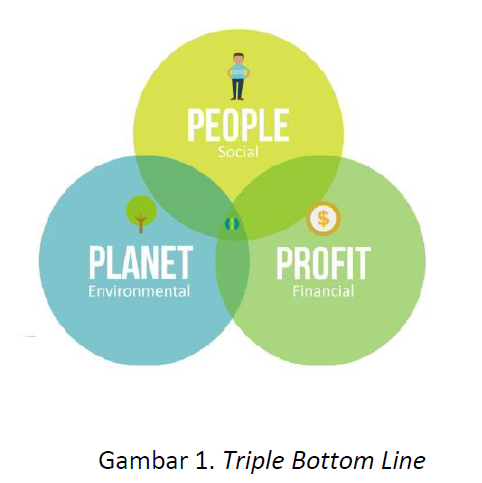 PEOPLE
Social
PLANET
Environmental
$
PROFIT
Financial
Gambar 1. Triple Bottom Line